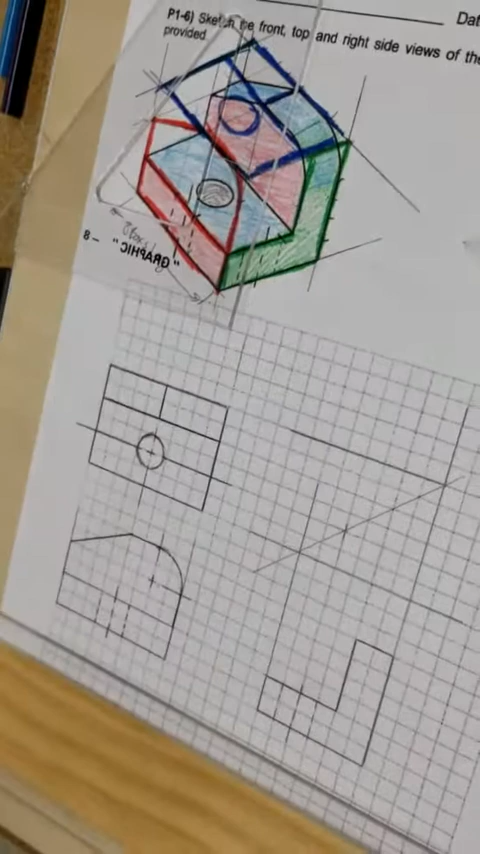 Dat
P1-6) Sketch the front, top and right side views of the
provided
8 –
"GRAPHIC"